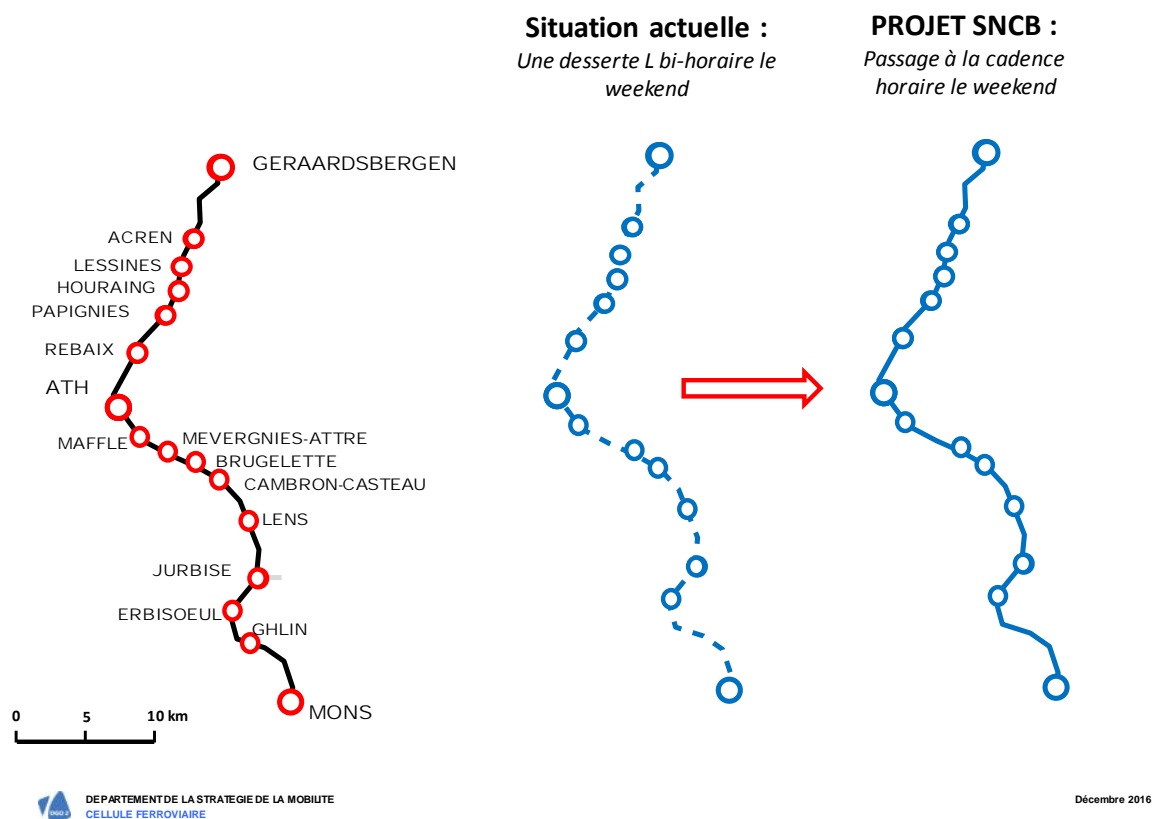 Situation actuelle :
Une desserte L bi-horaire le
weekend
PROJET SNCB :
Passage à la cadence
horaire le weekend
GERAARDSBERGEN
ACREN
LESSINES
HOURAING
PAPIGNIES
REBAIX
ATH
MAFFLE
MEVERGNIES-ATTRE
BRUGELETTE
CAMBRON-CASTEAU
LENS
JURBISE
ERBISOEUL
GHLIN
MONS
0 5 10 km
DGO 2
DEPARTEMENT DE LA STRATEGIE DE LA MOBILITE
CELLULE FERROVIAIRE
Décembre 2016